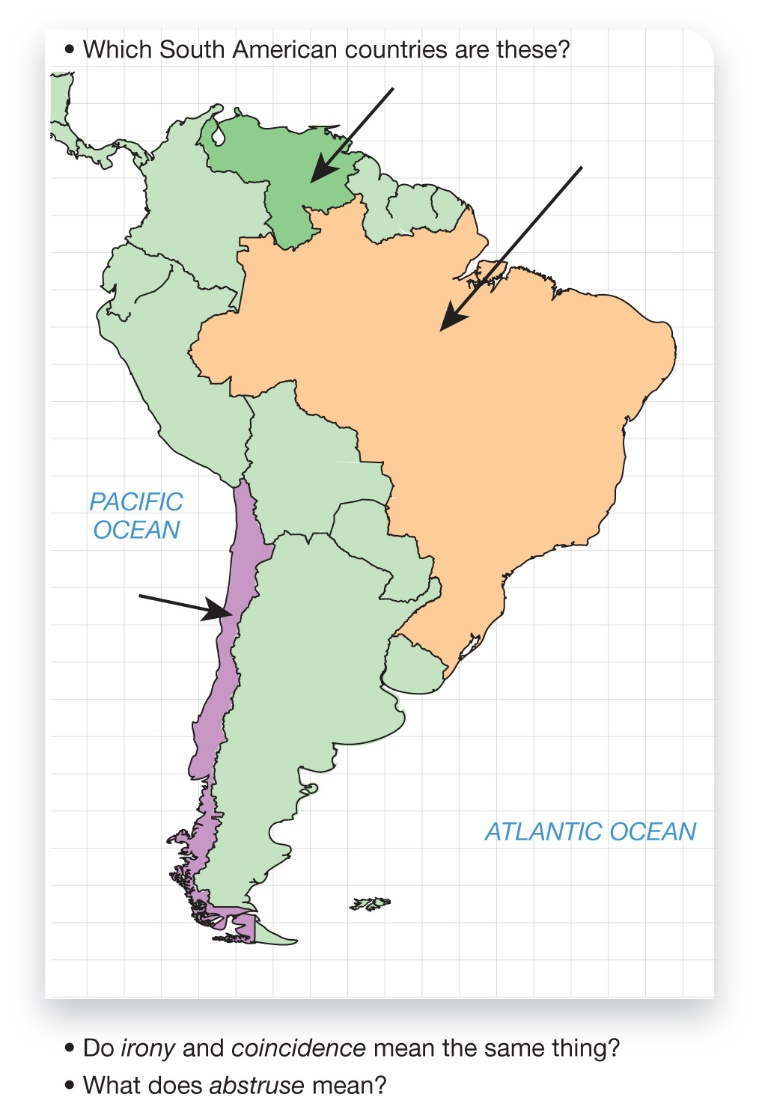 • Which South American countries are these?
PACIFIC
OCEAN
ATLANTIC OCEAN
• Do irony and coincidence mean the same thing?
• What does abstruse mean?